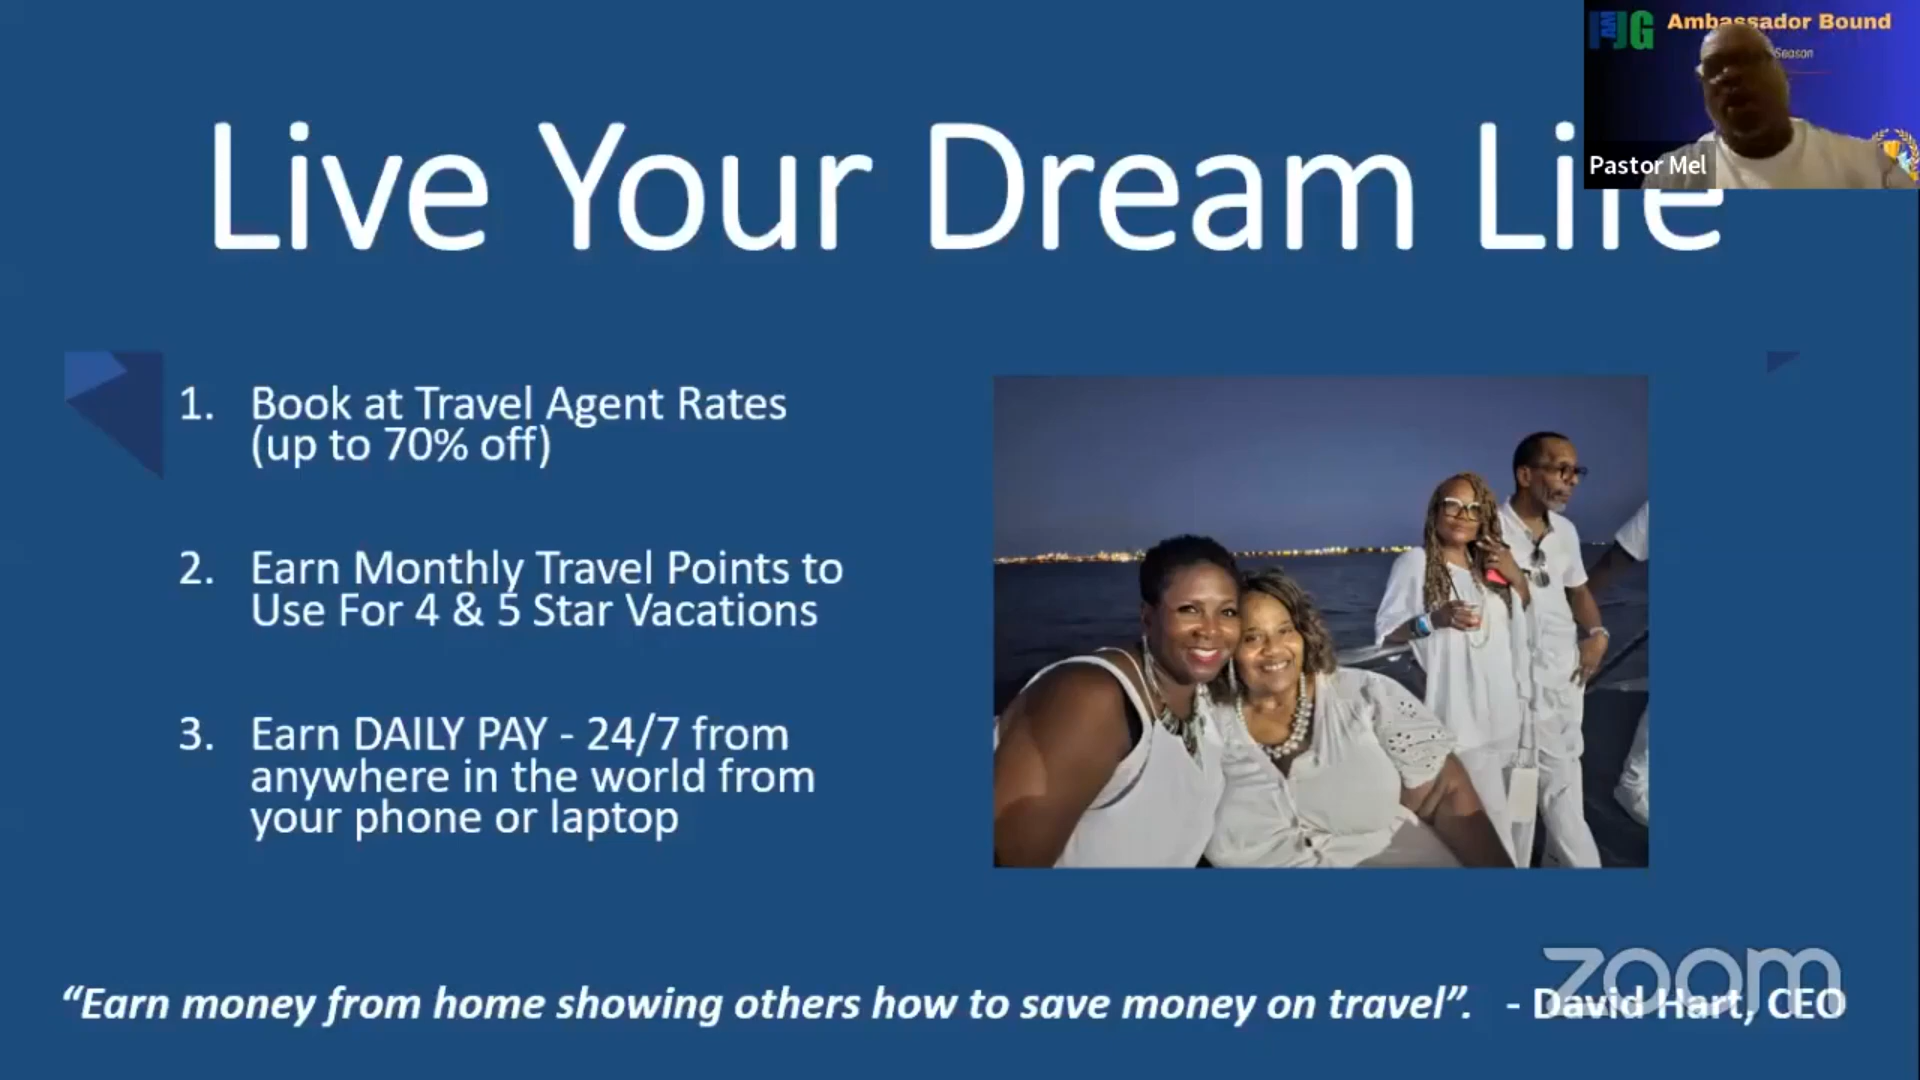 Ambassador Bound
Season
JG
Pastor Mel
Live Your Dream Life
1. Book at Travel Agent Rates
(up to 70% off)
2. Earn Monthly Travel Points to
Use For 4 & 5 Star Vacations
3. Earn DAILY PAY - 24/7 from
anywhere in the world from
your phone or laptop
“Earn money from home showing others how to save money on travel”. - David Hart, CEO
zoom